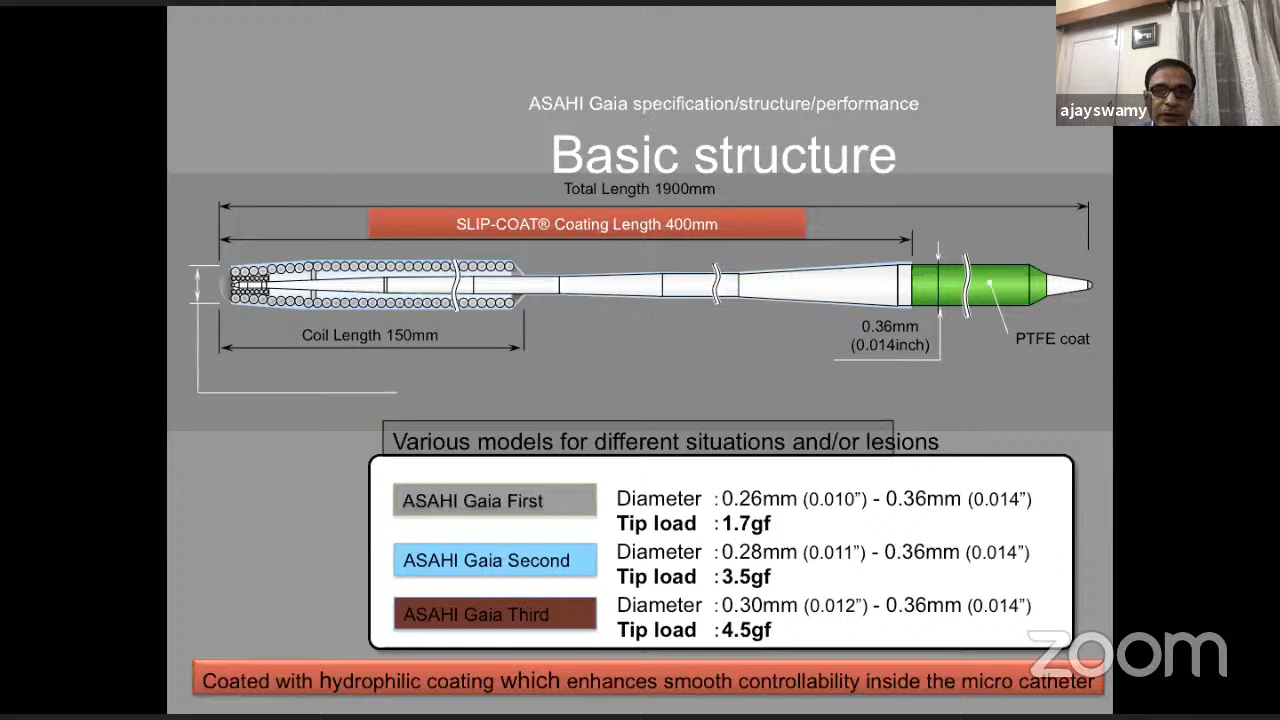 ajayswamy
ASAHI Gaia specification/structure/performance
Basic structure
Total Length 1900mm
SLIP-COAT® Coating Length 400mm
Coil Length 150mm
0.36mm
(0.014inch)
PTFE coat
Various models for different situations and/or lesions
ASAHI Gaia First
Diameter : 0.26mm (0.010”) - 0.36mm (0.014”)
Tip load : 1.7gf
ASAHI Gaia Second
Diameter : 0.28mm (0.011”) - 0.36mm (0.014”)
Tip load : 3.5gf
ASAHI Gaia Third
Diameter : 0.30mm (0.012”) - 0.36mm (0.014”)
Tip load : 4.5gf
zoom
Coated with hydrophilic coating which enhances smooth controllability inside the micro catheter